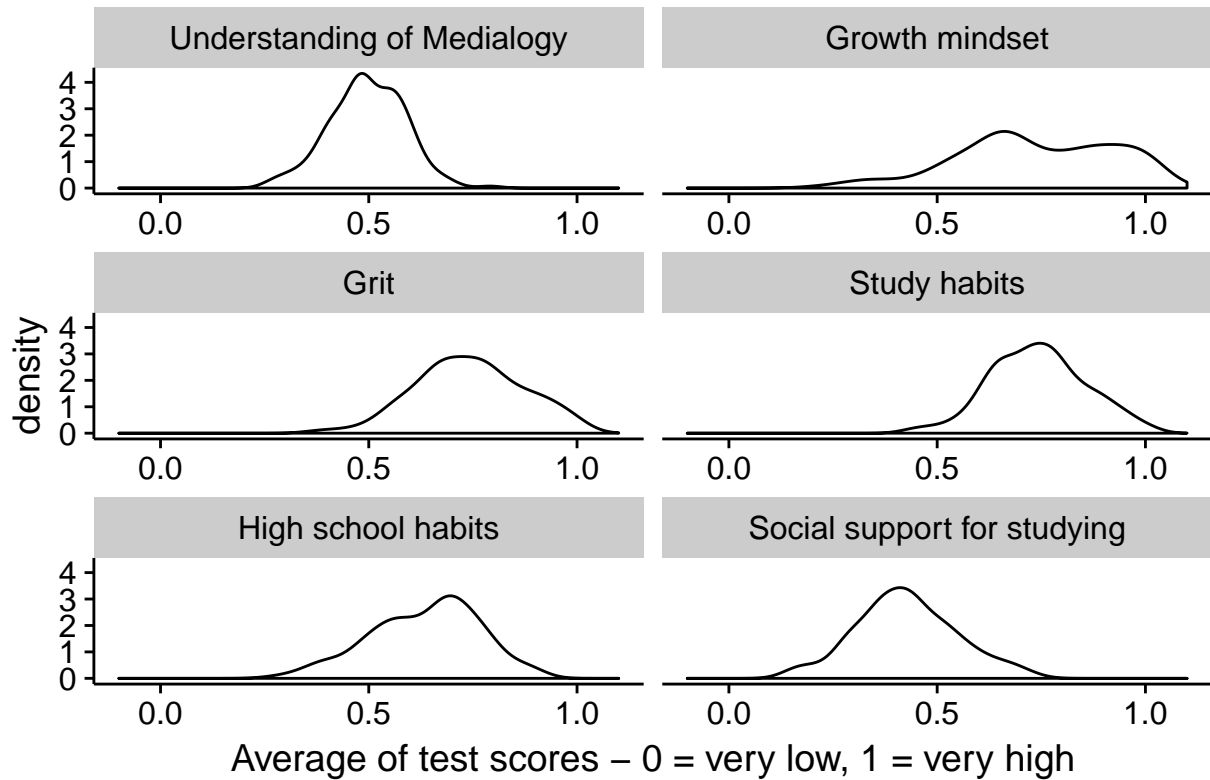 Understanding of Medialogy
Growth mindset
4
3
2
1
0
0.0 0.5 1.0
0.0 0.5 1.0
Grit
Study habits
density
4
3
2
1
0
0.0 0.5 1.0
0.0 0.5 1.0
High school habits
Social support for studying
4
3
2
1
0
0.0 0.5 1.0
0.0 0.5 1.0
Average of test scores – 0 = very low, 1 = very high